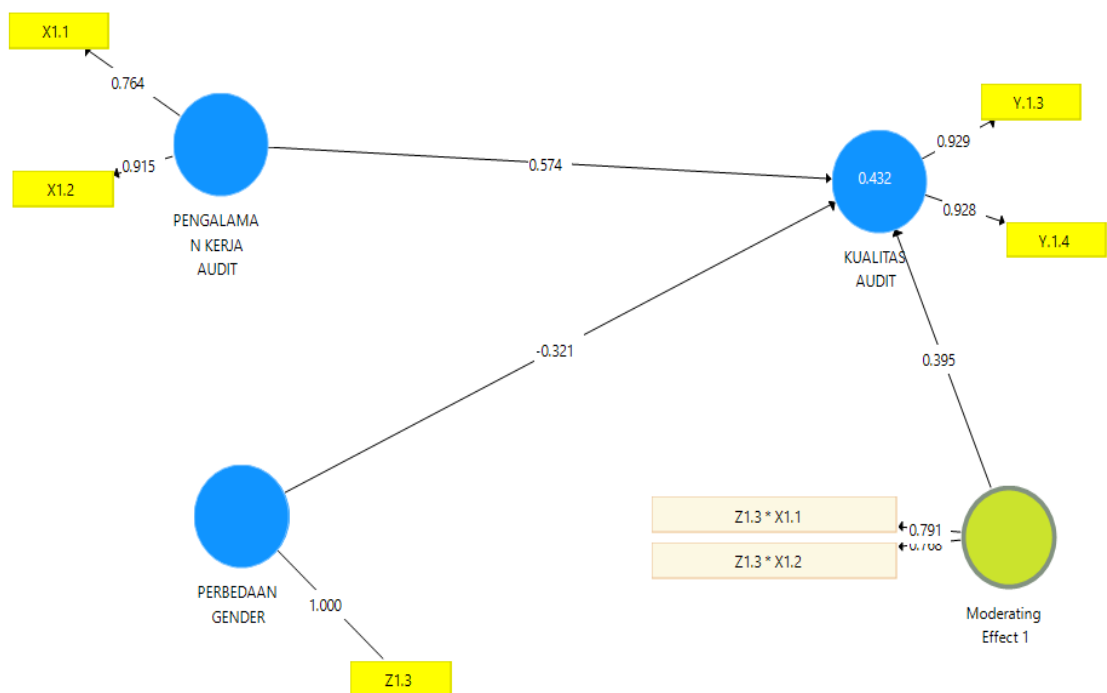 X1.1
0.764
0.915
X1.2
PENGALAMA
N KERJA
AUDIT
0.574
Y.1.3
0.929
0.432
0.928
Y.1.4
KUALITAS
AUDIT
-0.321
0.395
PERBEDAAN
GENDER
1.000
Z1.3
Z1.3 * X1.1
0.791
Z1.3 * X1.2
0.768
Moderating
Effect 1